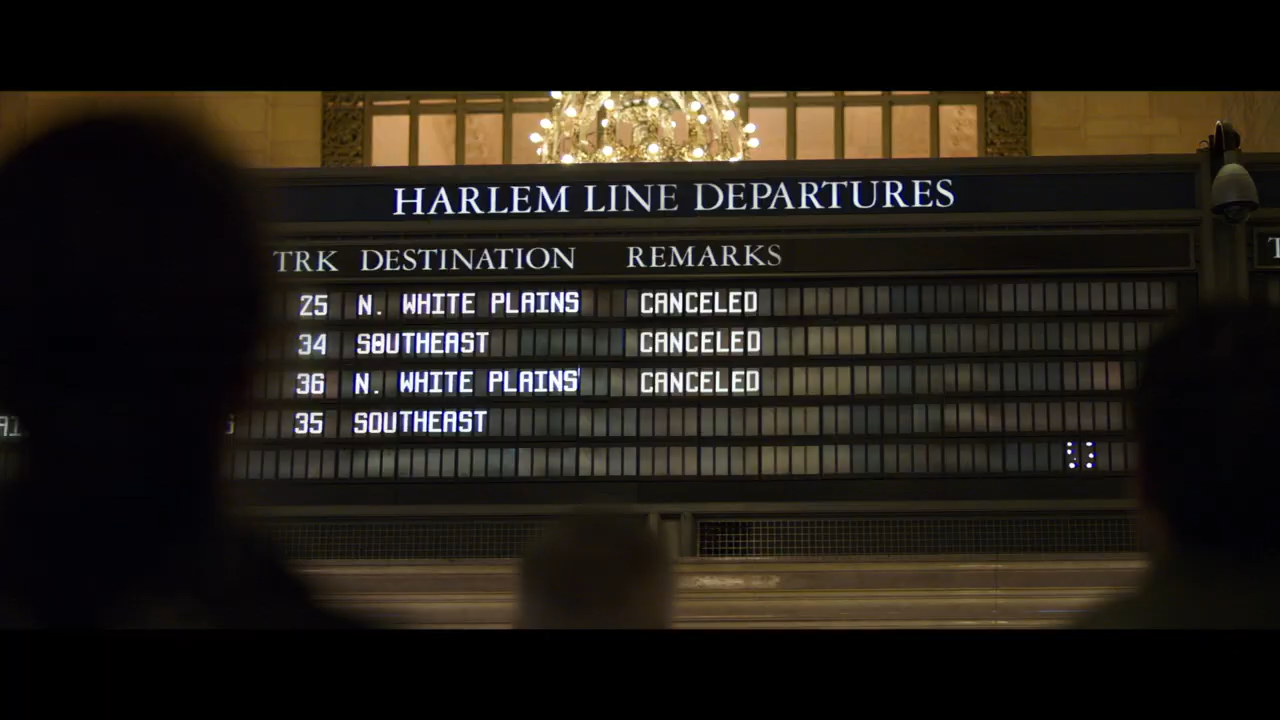 HARLEM LINE DEPARTURES
TRK DESTINATION REMARKS
25 N. WHITE PLAINS CANCELED
34 SOUTHEAST CANCELED
36 N. WHITE PLAINS CANCELED
35 SOUTHEAST